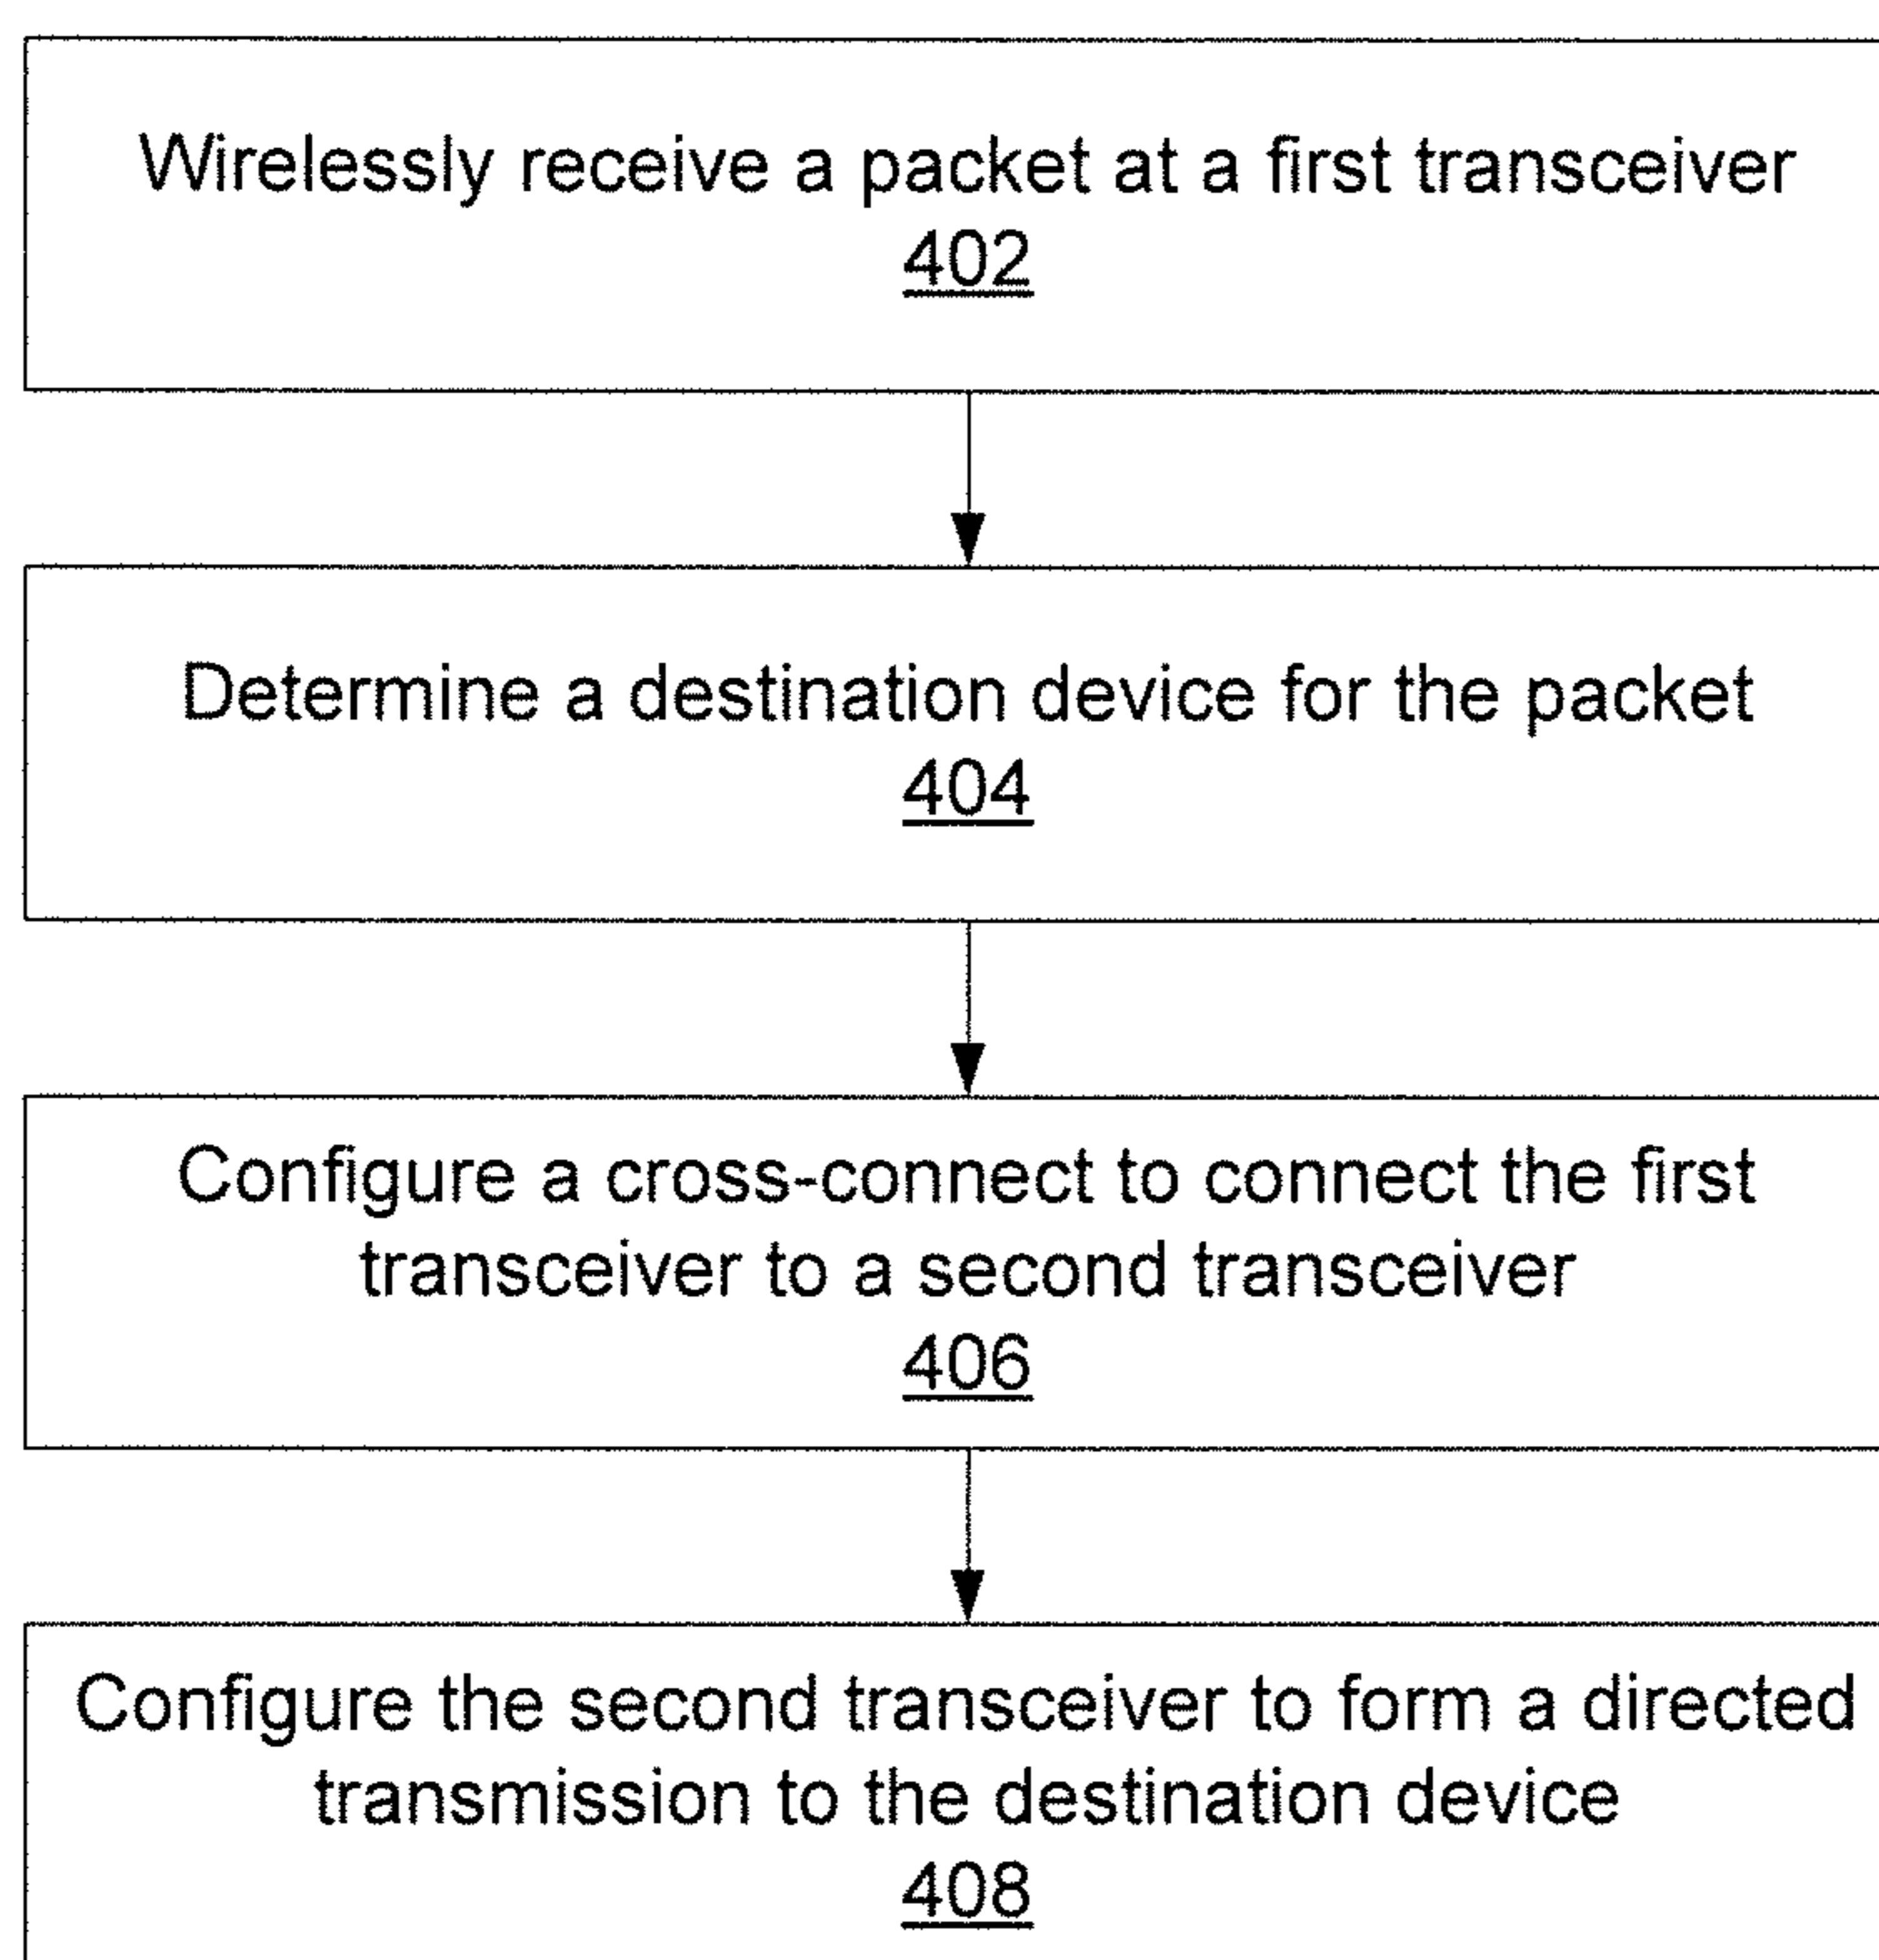 Wirelessly receive a packet at a first transceiver
402
Determine a destination device for the packet
404
Configure a cross-connect to connect the first
transceiver to a second transceiver
406
Configure the second transceiver to form a directed
transmission to the destination device
408